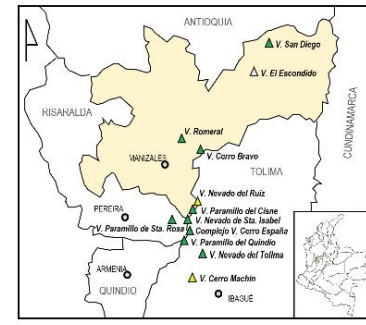 ANTIOQUIA
V. San Diego
V. El Escondido
CUNDINAMARCA
RISARALDA
V. Romeral
V. Cerro Bravo
MANIZALES
TOLIMA
V. Nevado del Ruiz
PEREIRA
V. Paramillo del Cisne
V. Nevado de Sta. Isabel
V. Paramillo de Sta. Rosa
Complejo V. Cerro España
V. Paramillo del Quindio
V. Nevado del Tolima
ARMENIA
V. Cerro Machin
QUINDIO
IBAGUÉ